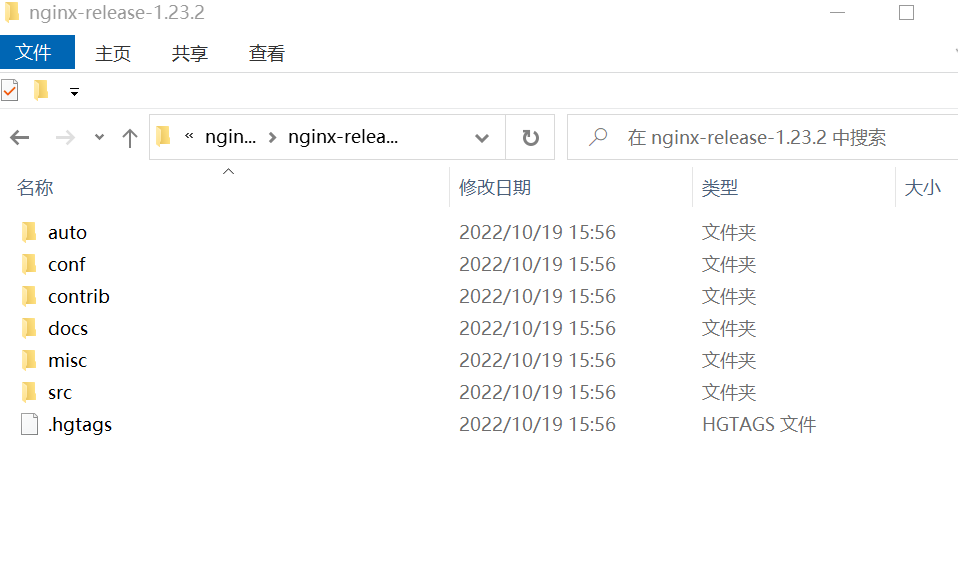 nginx-release-1.23.2
文件 主页 共享 查看
« ngin... nginx-relea... 在 nginx-release-1.23.2 中搜索
名称 修改日期 类型 大小
auto 2022/10/19 15:56 文件夹
conf 2022/10/19 15:56 文件夹
contrib 2022/10/19 15:56 文件夹
docs 2022/10/19 15:56 文件夹
misc 2022/10/19 15:56 文件夹
src 2022/10/19 15:56 文件夹
.hgtags 2022/10/19 15:56 HGTAGS 文件